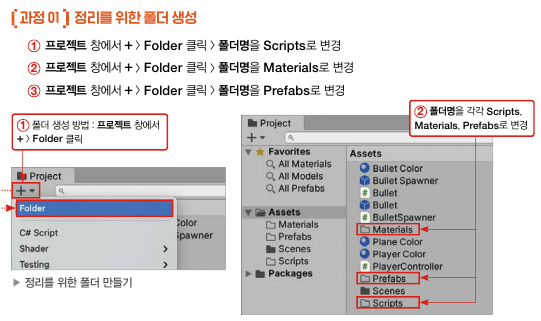 [과정 01] 정리를 위한 폴더 생성
① 프로젝트 창에서 + > Folder 클릭 > 폴더명을 Scripts로 변경
② 프로젝트 창에서 + > Folder 클릭 > 폴더명을 Materials로 변경
③ 프로젝트 창에서 + > Folder 클릭 > 폴더명을 Prefabs로 변경
① 폴더 생성 방법 : 프로젝트 창에서
+ > Folder 클릭
Project
+
Folder
C# Script
Shader
Testing
Color
Spawner
▶ 정리를 위한 폴더 만들기
② 폴더명을 각각 Scripts,
Materials, Prefabs로 변경
Project
+
Favorites
All Materials
All Models
All Prefabs
Assets
Materials
Prefabs
Scenes
Scripts
Packages
Assets
Bullet Color
Bullet Spawner
Bullet
Bullet
BulletSpawner
Materials
Plane Color
Player Color
PlayerController
Prefabs
Scenes
Scripts